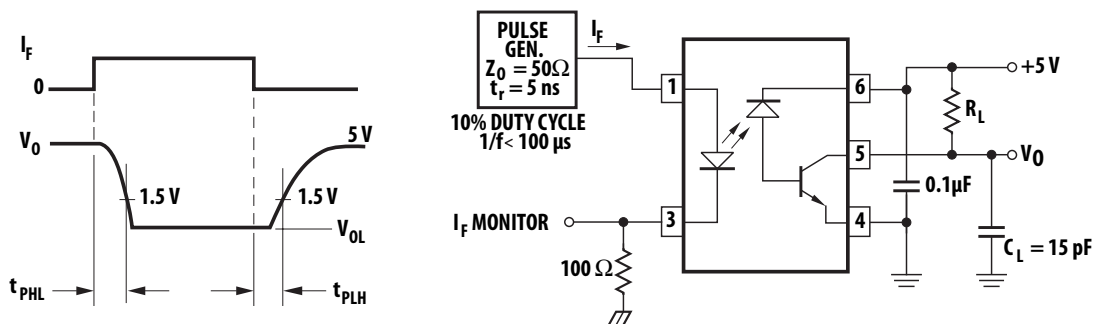 I_F
0
V_O
5 V
1.5 V
1.5 V
V_OL
t_PHL
t_PLH
PULSE
GEN.
Z_O = 50Ω
t_r = 5 ns
I_F
10% DUTY CYCLE
1/f < 100 μs
1
3
6
5
4
I_F MONITOR
100 Ω
+5 V
R_L
V_O
0.1μF
C_L = 15 pF